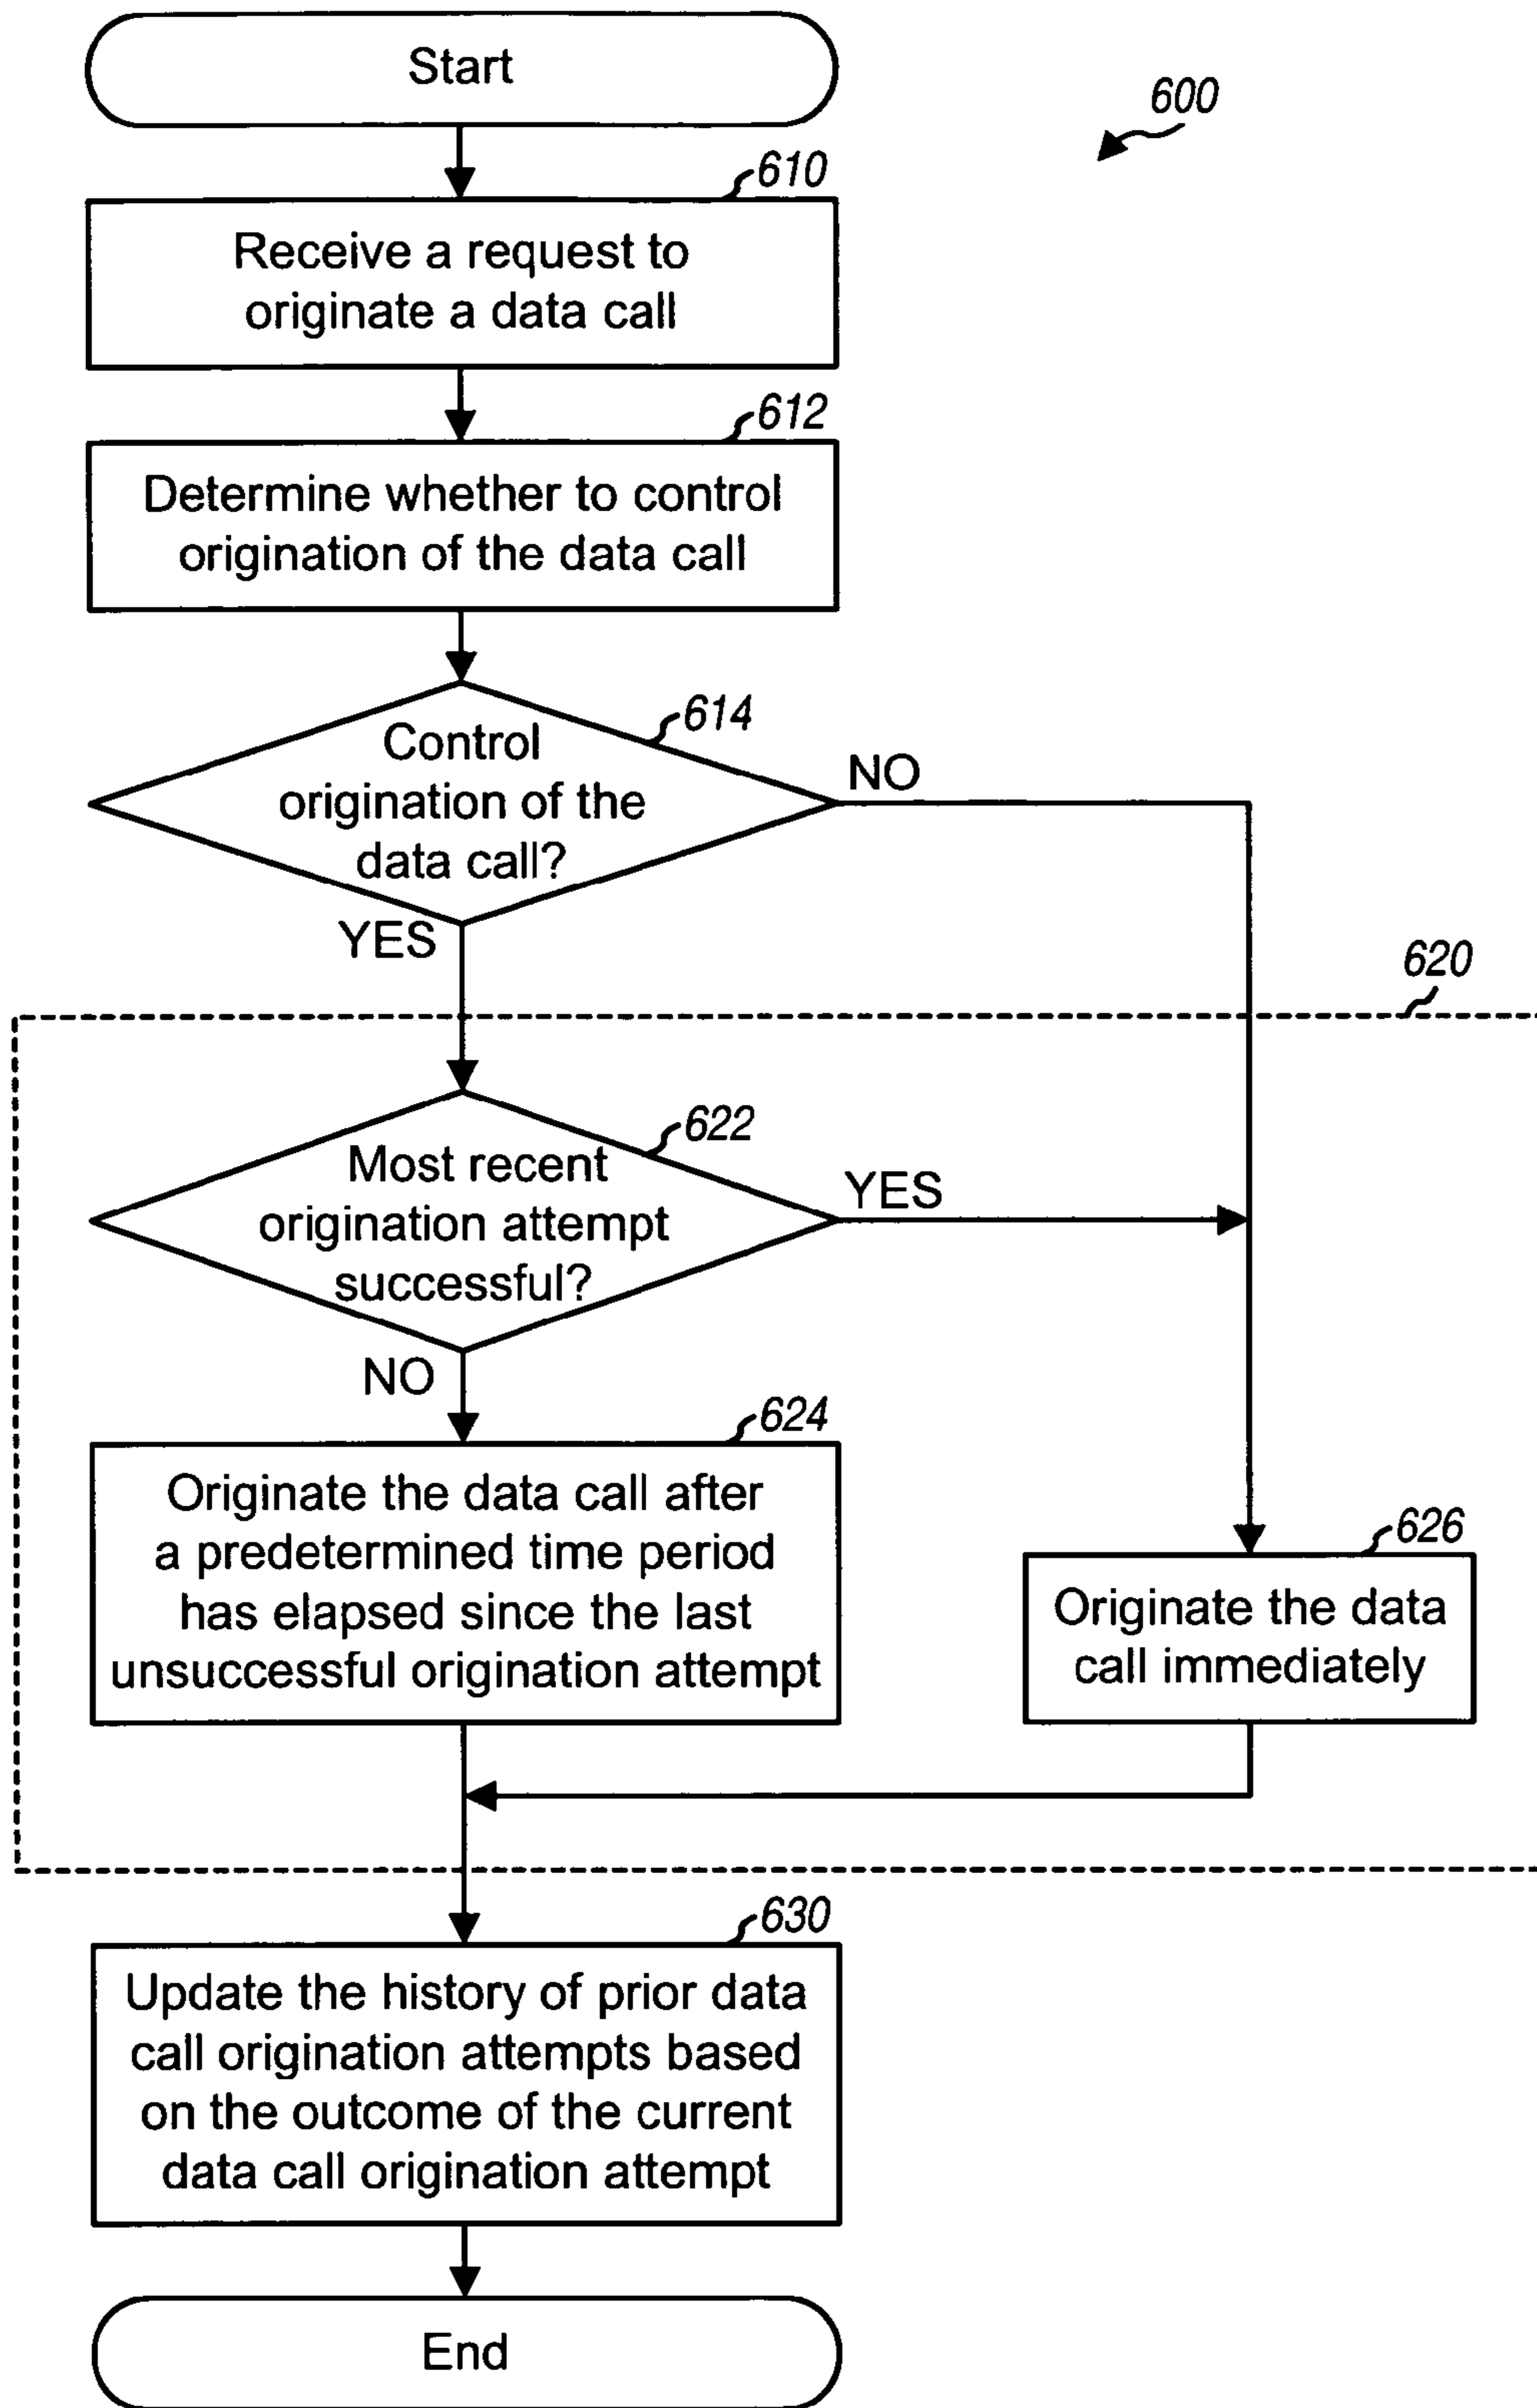 Start
600
610
Receive a request to
originate a data call
612
Determine whether to control
origination of the data call
614
Control
origination of the
data call?
NO
YES
620
622
Most recent
origination attempt
successful?
YES
NO
624
Originate the data call after
a predetermined time period
has elapsed since the last
unsuccessful origination attempt
626
Originate the data
call immediately
630
Update the history of prior data
call origination attempts based
on the outcome of the current
data call origination attempt
End